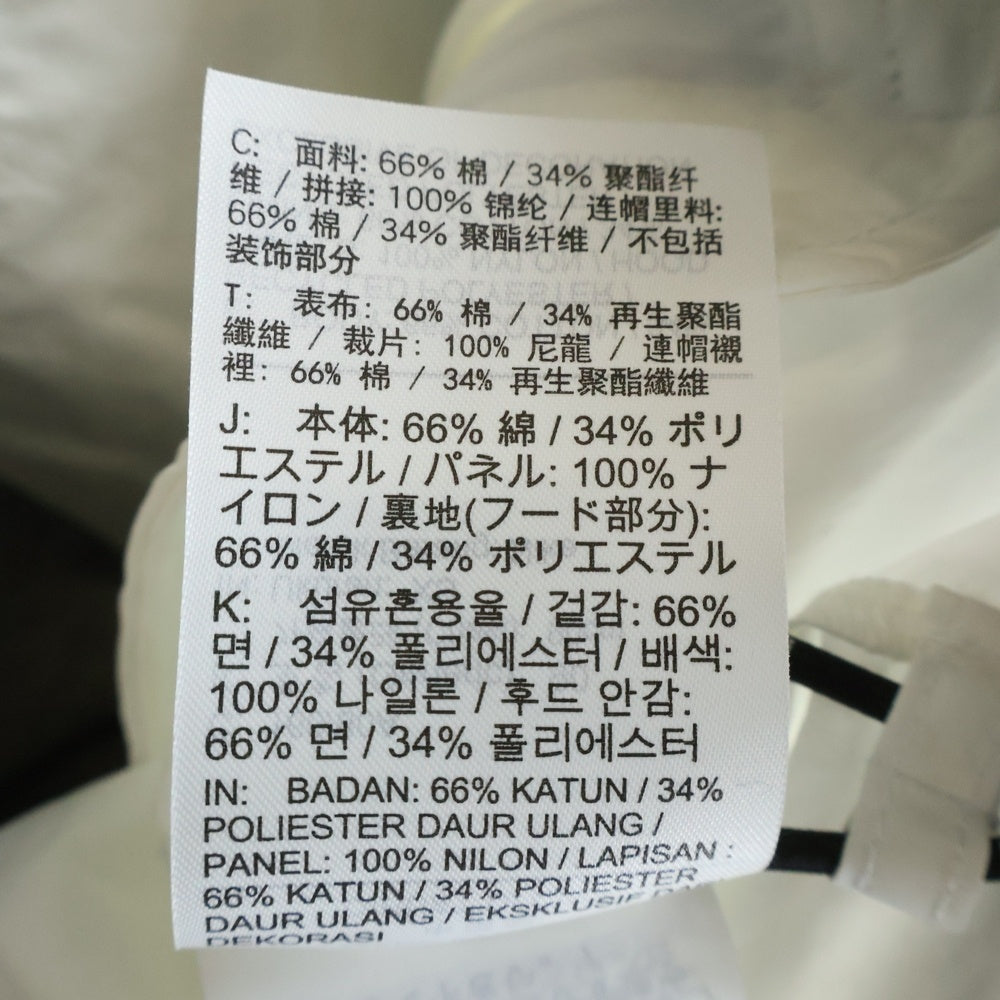 C: 面料: 66% 棉 / 34% 聚酯纤
维 / 拼接: 100% 锦纶 / 连帽里料:
66% 棉 / 34% 聚酯纤维 / 不包括
装饰部分
T: 表布: 66% 棉 / 34% 再生聚酯
纖維 / 裁片: 100% 尼龍 / 連帽襯
裡: 66% 棉 / 34% 再生聚酯纖維
J: 本体: 66% 綿 / 34% ポリ
エステル / パネル: 100% ナ
イロン / 裏地(フード部分):
66% 綿 / 34% ポリエステル
K: 섬유혼용율 / 겉감: 66%
면 / 34% 폴리에스터 / 배색:
100% 나일론 / 후드 안감:
66% 면 / 34% 폴리에스터
IN: BADAN: 66% KATUN / 34%
POLIESTER DAUR ULANG /
PANEL: 100% NILON / LAPISAN :
66% KATUN / 34% POLIESTER
DAUR ULANG / EKSKLUSIF
DEKORASI